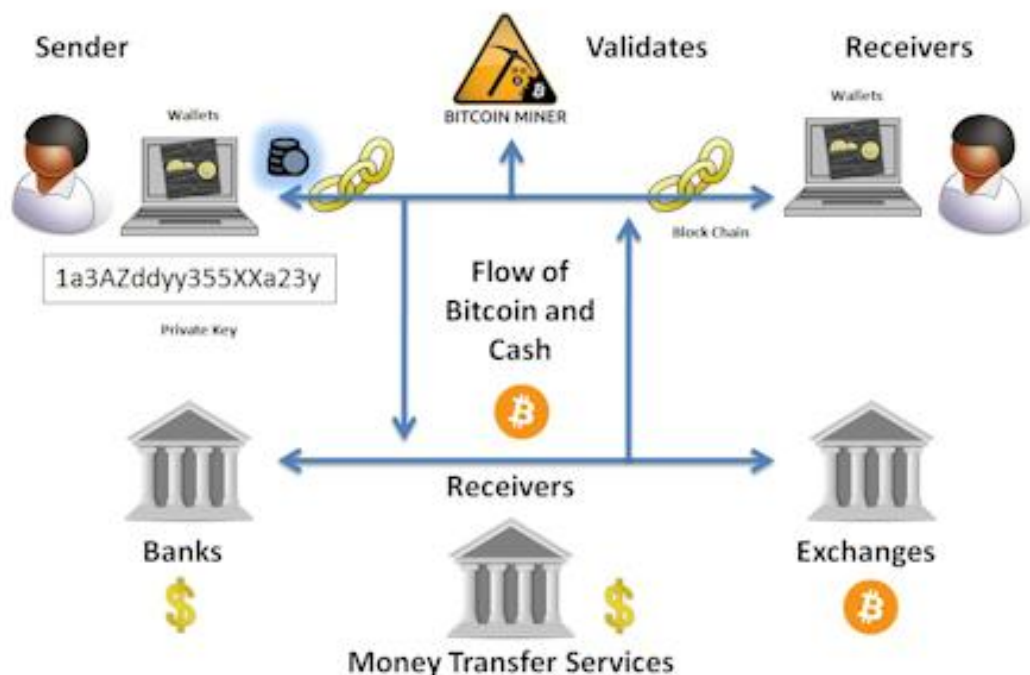 Sender
Validates
Receivers
Wallets
BITCOIN MINER
Wallets
Block Chain
1a3AZddyy355XXa23y
Private Key
Flow of
Bitcoin and
Cash
Receivers
Banks
Exchanges
$
$
Money Transfer Services